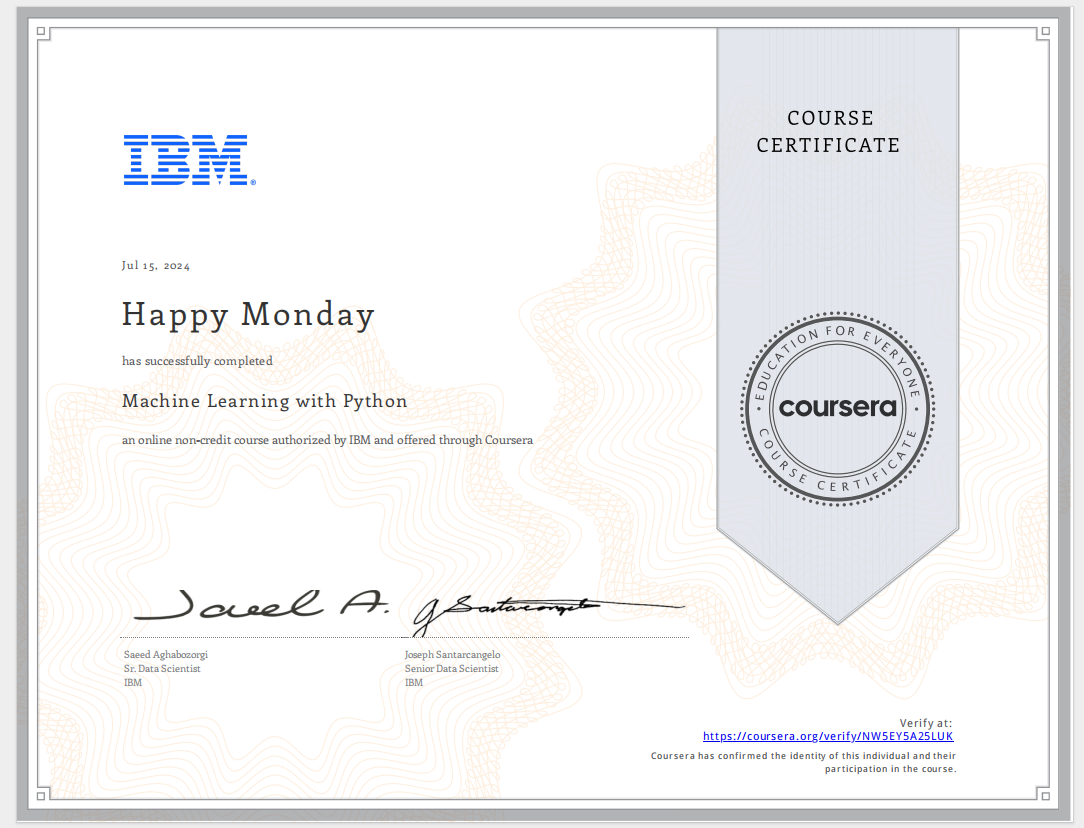 COURSE
CERTIFICATE
IBM®
Jul 15, 2024
Happy Monday
has successfully completed
Machine Learning with Python
an online non-credit course authorized by IBM and offered through Coursera
EDUCATION FOR EVERYONE
coursera
COURSE CERTIFICATE
Saeed A. J Santarcangelo
Saeed Aghabozorgi Joseph Santarcangelo
Sr. Data Scientist Senior Data Scientist
IBM IBM
Verify at:
https://coursera.org/verify/NW5EY5A25LUK
Coursera has confirmed the identity of this individual and their
participation in the course.